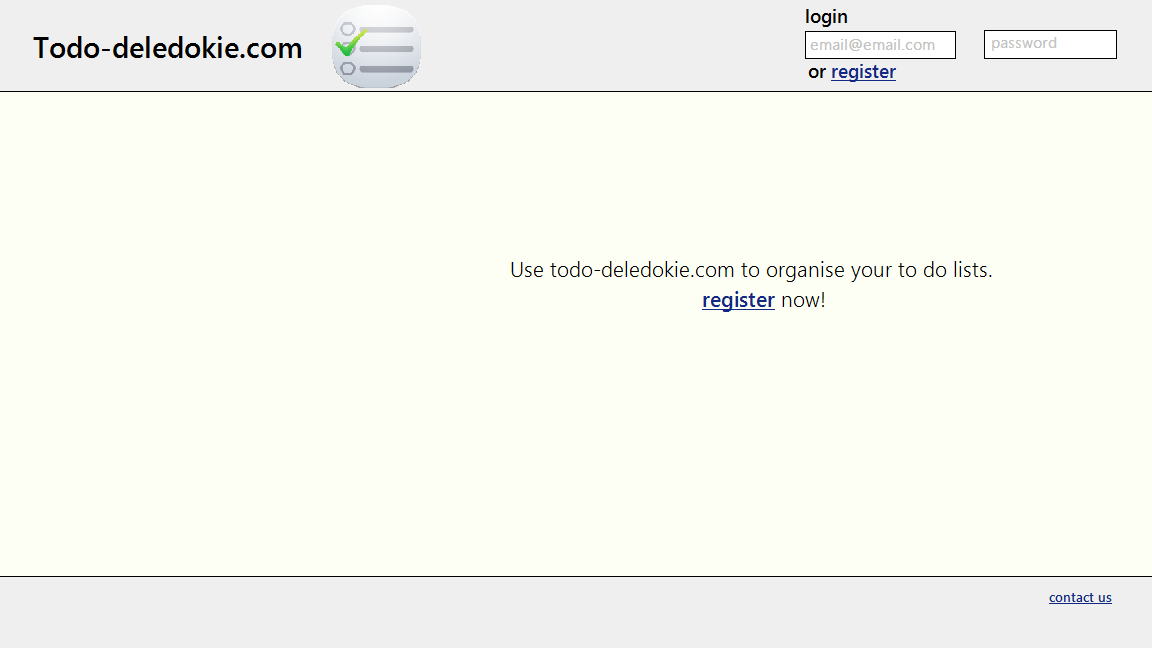 Todo-deledokie.com
login
email@email.com password
or register
Use todo-deledokie.com to organise your to do lists.
register now!
contact us